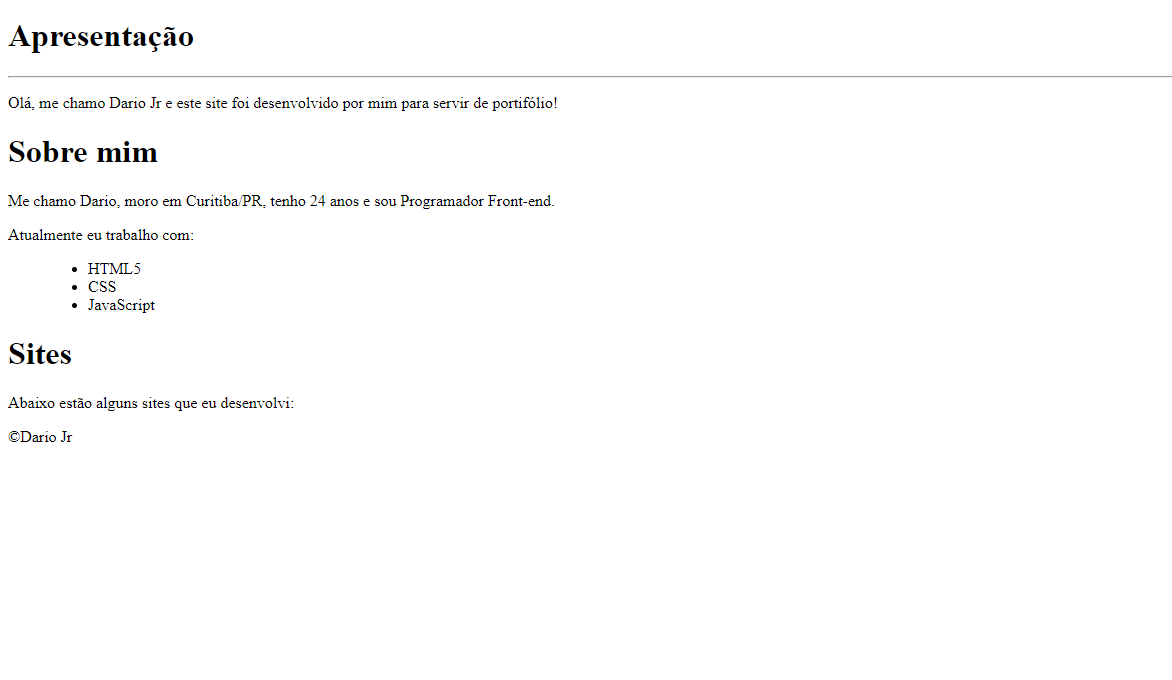 Apresentação
Olá, me chamo Dario Jr e este site foi desenvolvido por mim para servir de portifólio!
Sobre mim
Me chamo Dario, moro em Curitiba/PR, tenho 24 anos e sou Programador Front-end.
Atualmente eu trabalho com:
• HTML5
• CSS
• JavaScript
Sites
Abaixo estão alguns sites que eu desenvolvi:
©Dario Jr